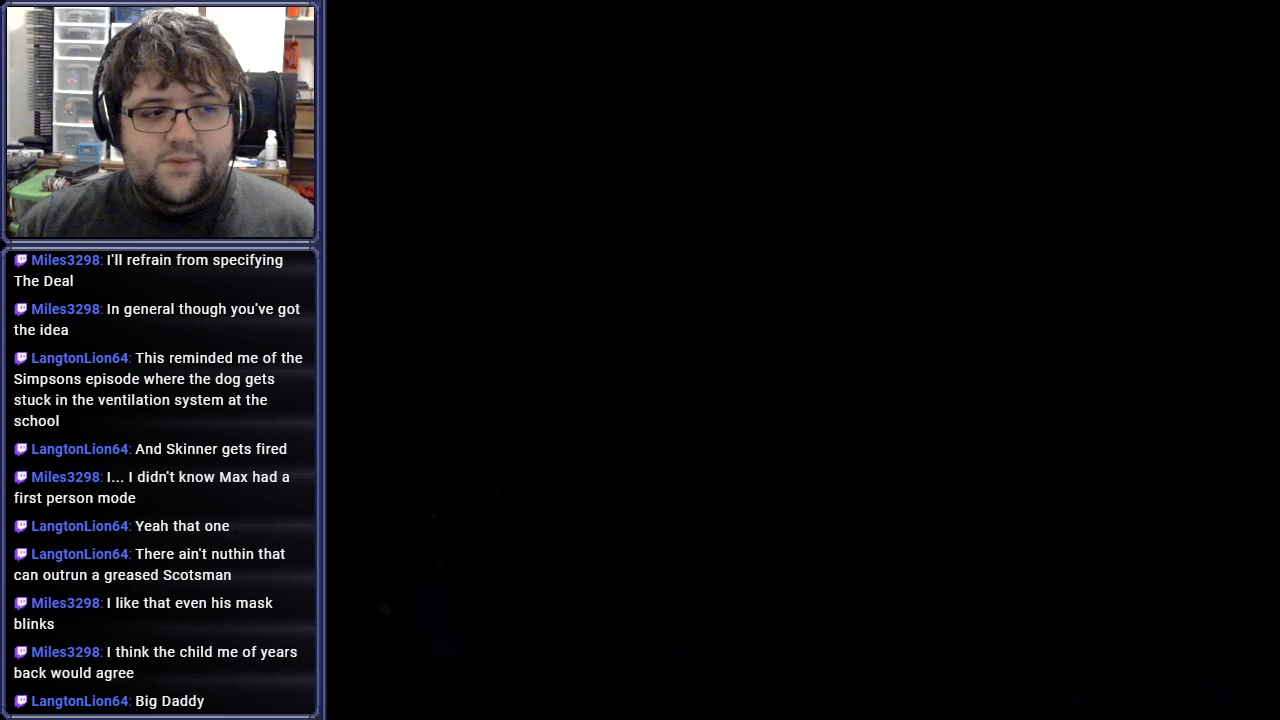 Miles3298: I'll refrain from specifying
The Deal
Miles3298: In general though you've got
the idea
LangtonLion64: This reminded me of the
Simpsons episode where the dog gets
stuck in the ventilation system at the
school
LangtonLion64: And Skinner gets fired
Miles3298: I... I didn't know Max had a
first person mode
LangtonLion64: Yeah that one
LangtonLion64: There ain't nuthin that
can outrun a greased Scotsman
Miles3298: I like that even his mask
blinks
Miles3298: I think the child me of years
back would agree
LangtonLion64: Big Daddy